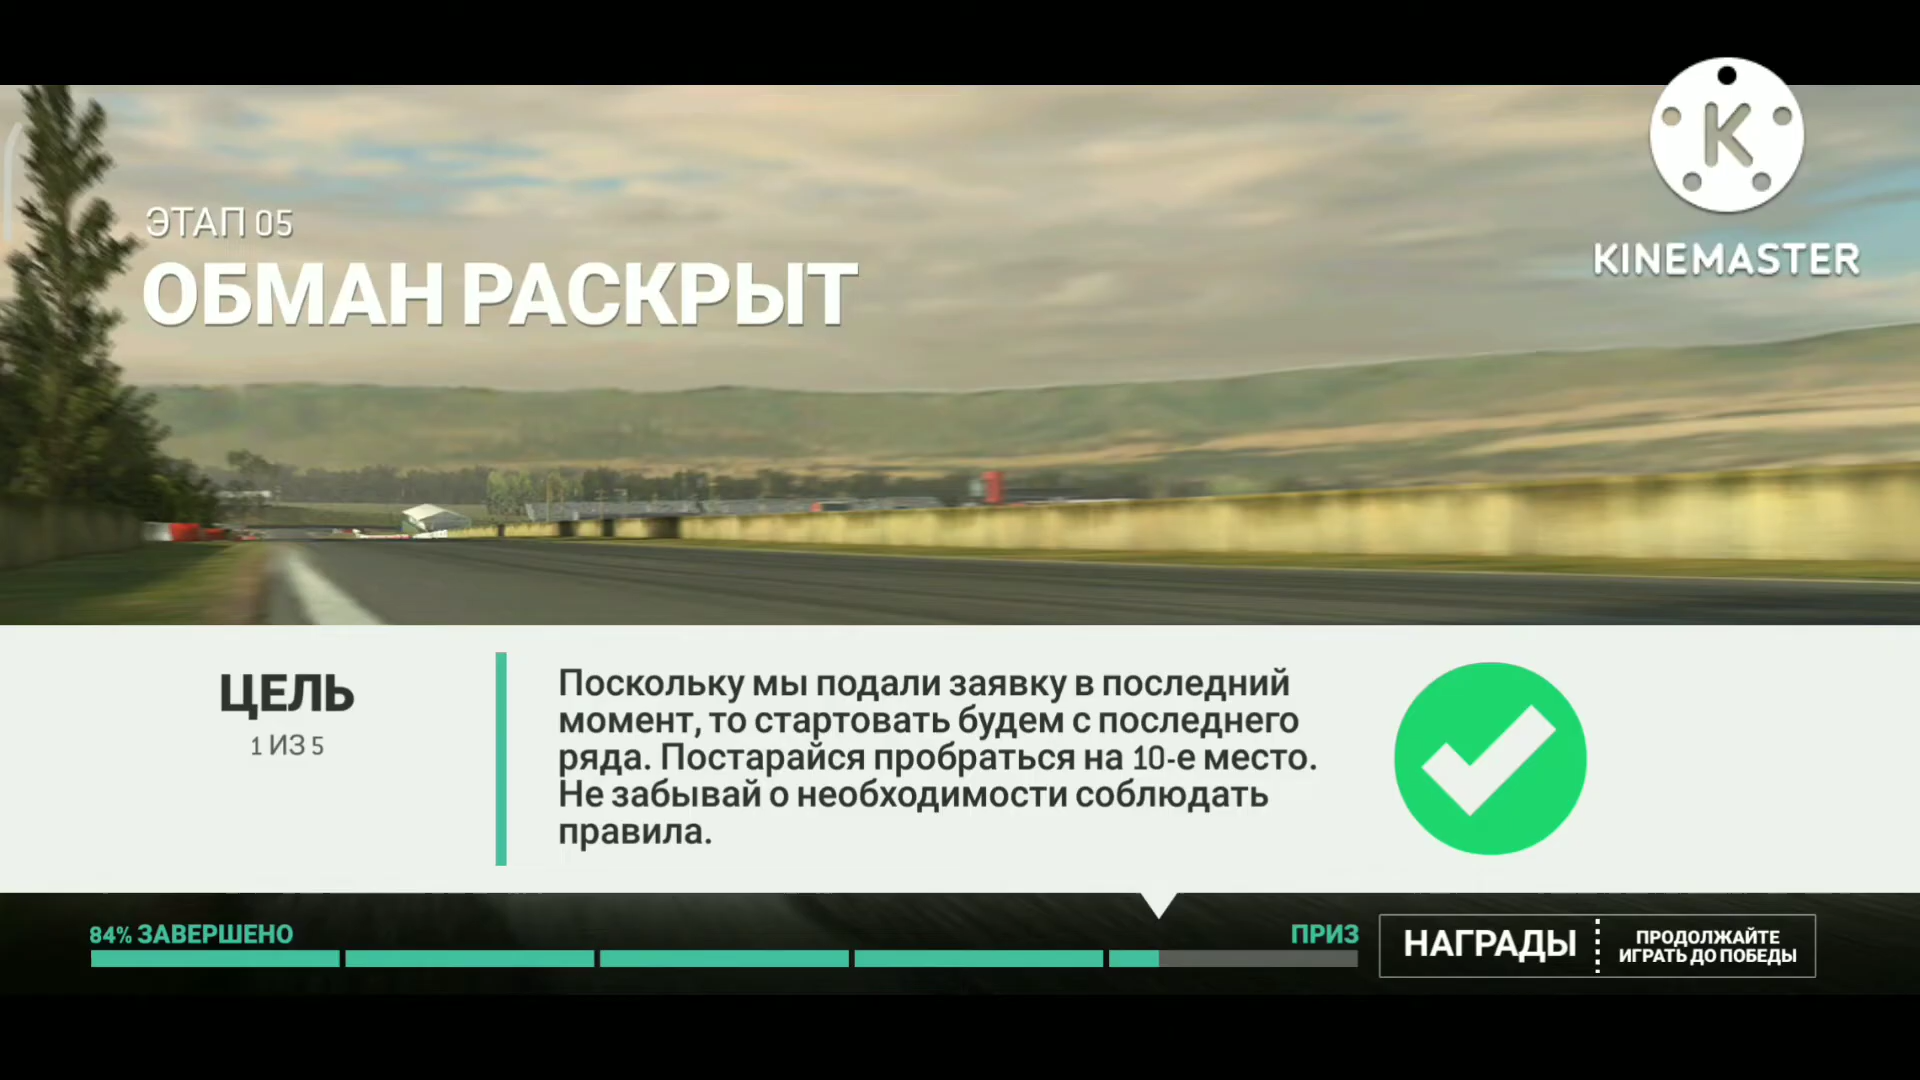 K
KINEMASTER
ЭТАП 05
ОБМАН РАСКРЫТ
ЦЕЛЬ
1 ИЗ 5
Поскольку мы подали заявку в последний
момент, то стартовать будем с последнего
ряда. Постарайся пробраться на 10-е место.
Не забывай о необходимости соблюдать
правила.
84% ЗАВЕРШЕНО
ПРИЗ
НАГРАДЫ
ПРОДОЛЖАЙТЕ
ИГРАТЬ ДО ПОБЕДЫ